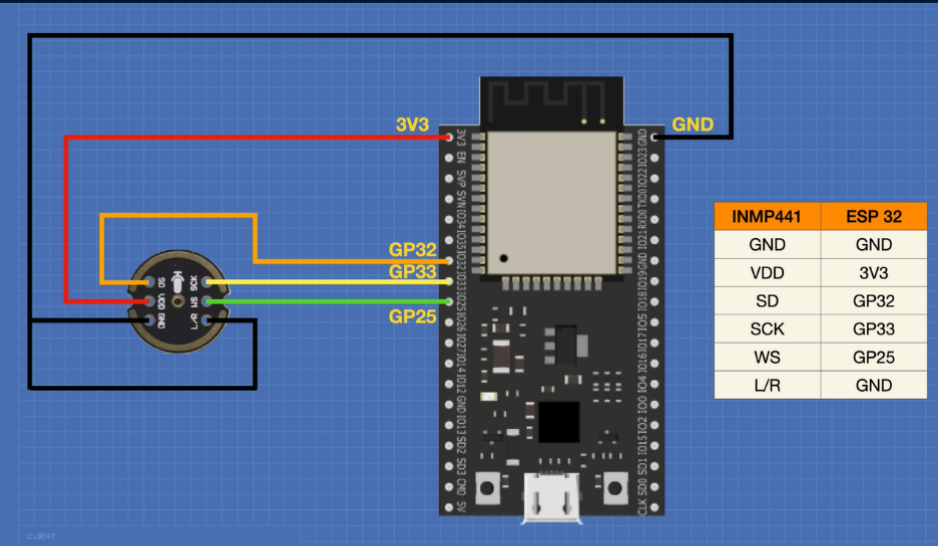 3V3
GND
GP32
GP33
GP25
3V3
EN
SVP
SVN
IO34
IO35
IO32
IO33
IO25
IO26
IO27
IO14
IO12
GND
IO13
SD2
SD3
CMD
5V
GND
IO23
IO22
TXD0
RXD0
IO21
GND
IO19
IO18
IO5
IO17
IO16
IO4
IO0
IO2
IO15
SD1
SD0
CLK
SD
VDD
GND
SCK
WS
L/R
INMP441 ESP 32
GND GND
VDD 3V3
SD GP32
SCK GP33
WS GP25
L/R GND
CLIENT